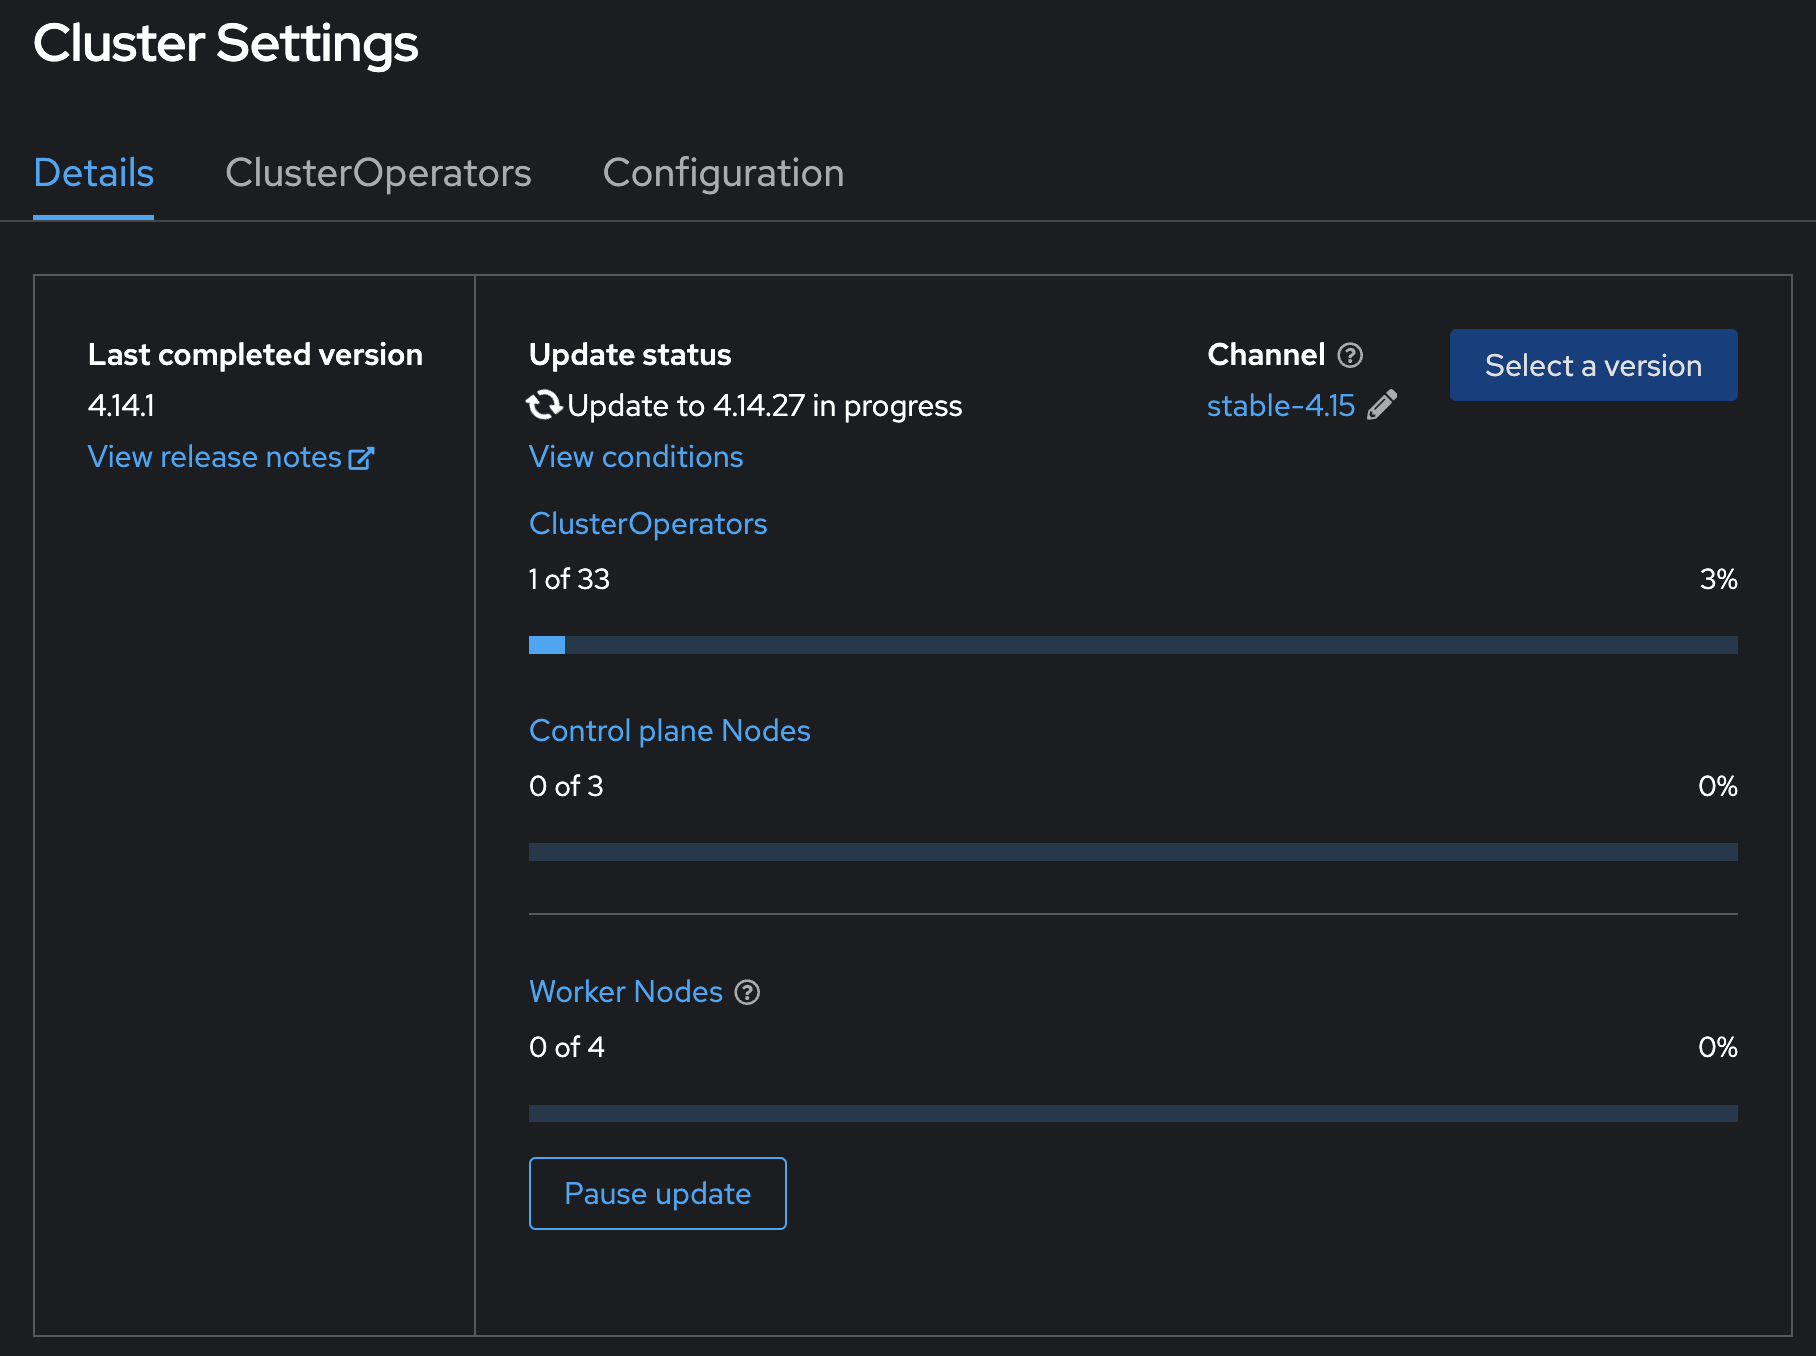 Cluster Settings
Details ClusterOperators Configuration
Last completed version
4.14.1
View release notes
Update status
Update to 4.14.27 in progress
View conditions
Channel
stable-4.15
Select a version
ClusterOperators
1 of 33 3%
Control plane Nodes
0 of 3 0%
Worker Nodes
0 of 4 0%
Pause update